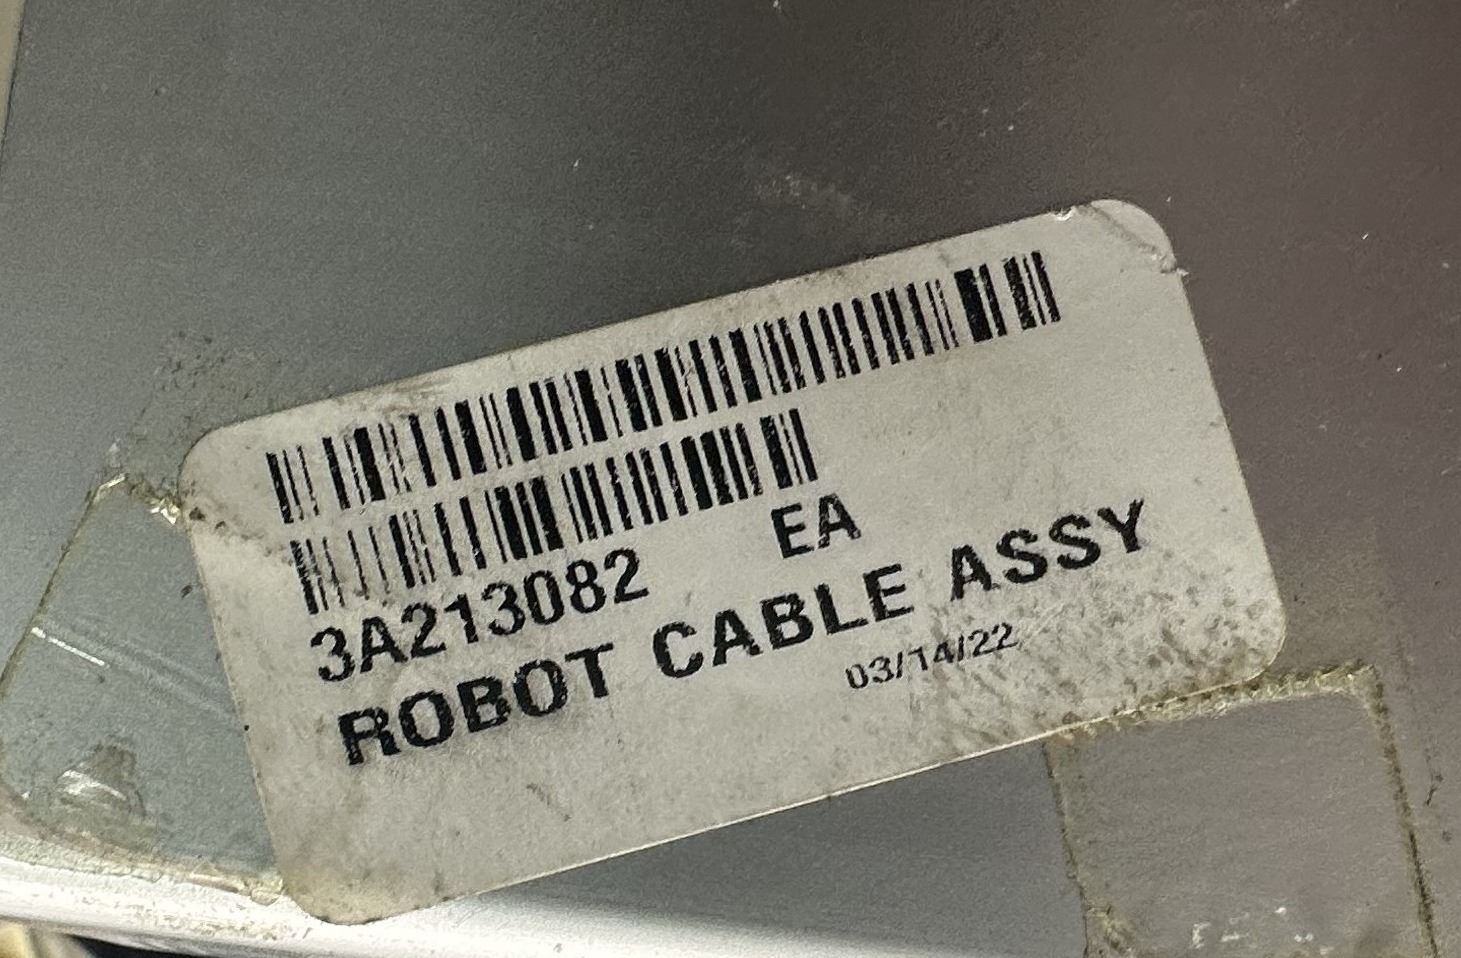 3A213082 EA
ROBOT CABLE ASSY
03/14/22